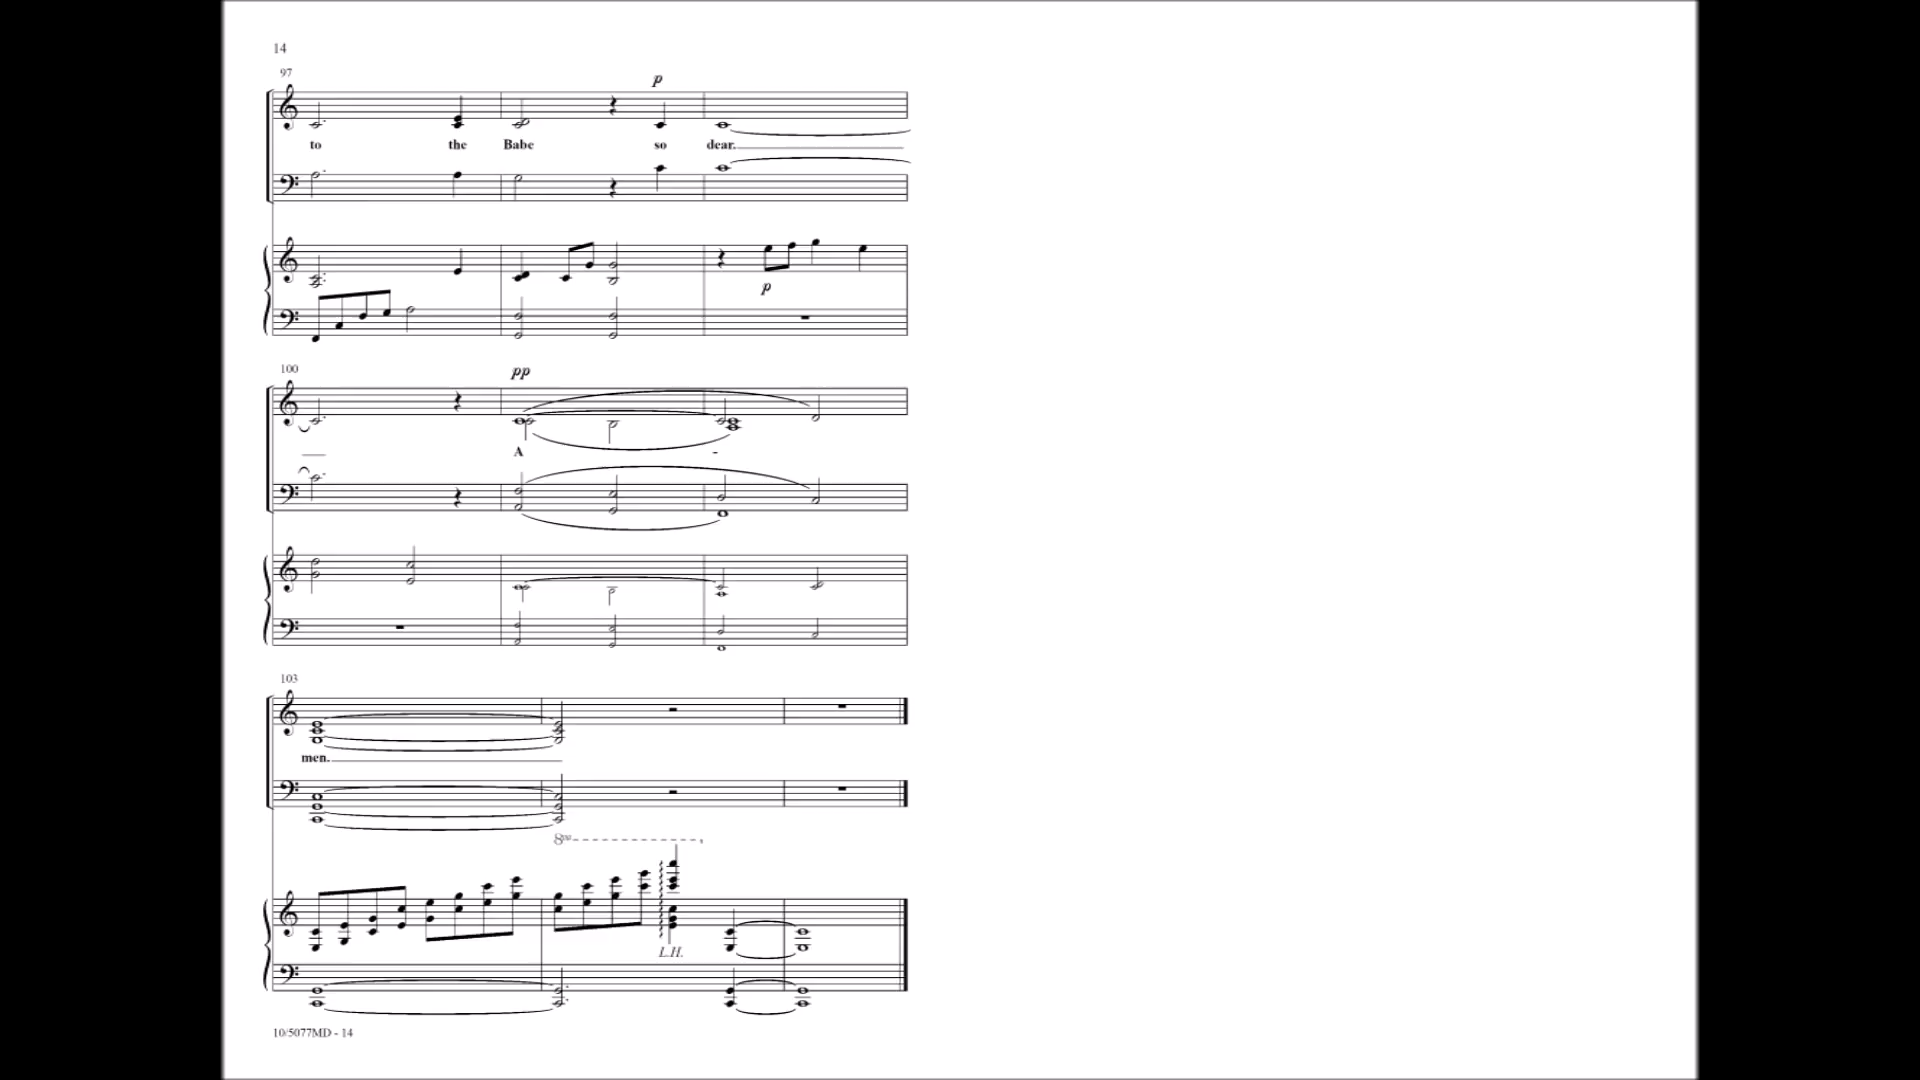 14
97
p
to the Babe so dear.
p
100
pp
A -
103
men.
8va
L.H.
10/5077MD - 14